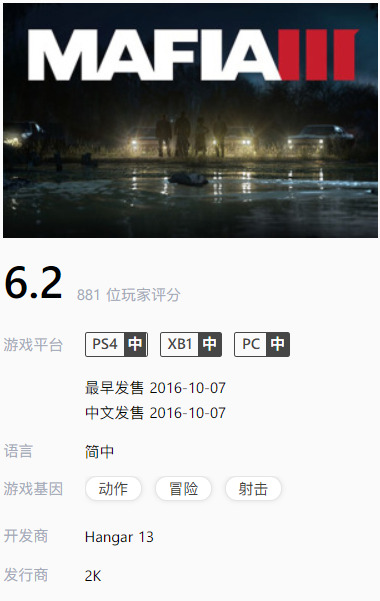 MAFIA III
6.2 881 位玩家评分
游戏平台 PS4 中 XB1 中 PC 中
最早发售 2016-10-07
中文发售 2016-10-07
语言 简中
游戏基因 动作 冒险 射击
开发商 Hangar 13
发行商 2K